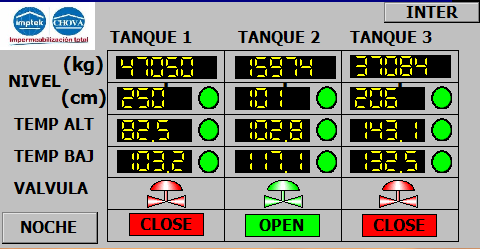 INTER
imptek CHOVA
Impermeabilización total
TANQUE 1 TANQUE 2 TANQUE 3
NIVEL (kg) 47050 15974 37084
(cm) 250 101 206
TEMP ALT 82.5 102.8 143.1
TEMP BAJ 103.2 117.1 132.5
VALVULA
NOCHE CLOSE OPEN CLOSE